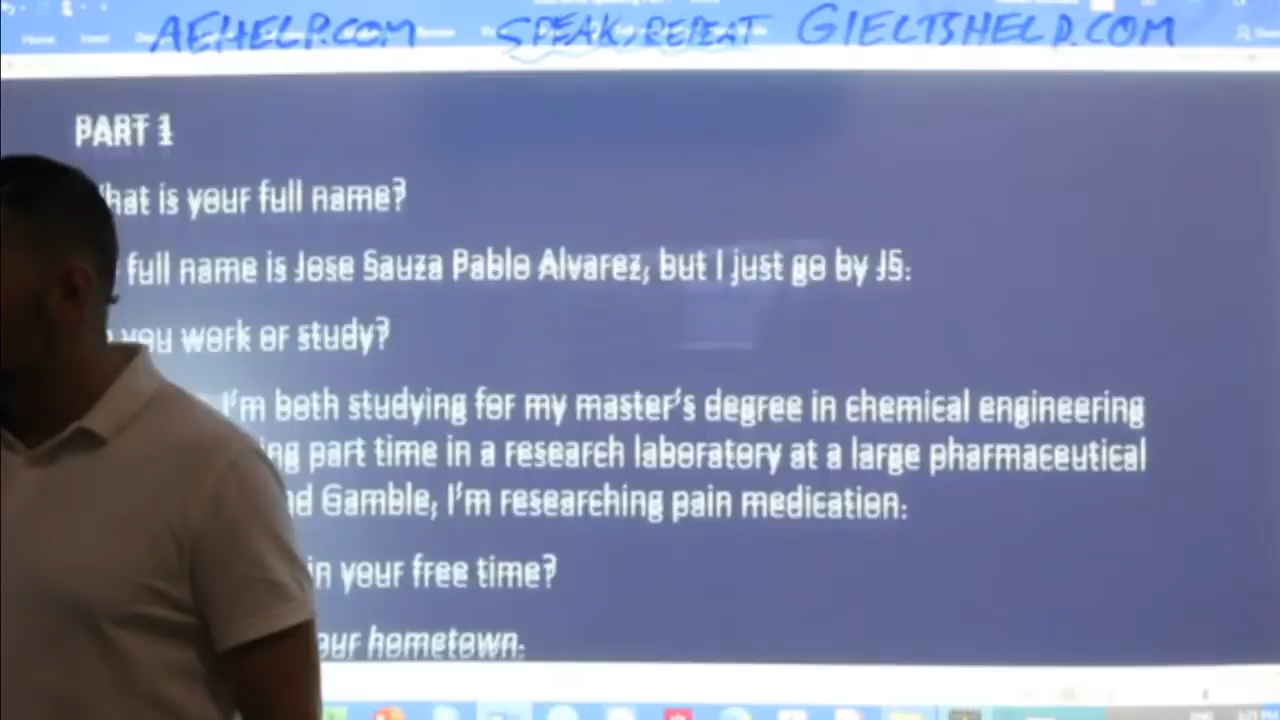 AEHELP.COM SPEAK, REPEAT GIELTSHELP.COM
Home Insert
PART 1
hat is your full name?
full name is Jose Sauza Pablo Alvarez, but I just go by JS.
you work or study?
I'm both studying for my master's degree in chemical engineering
ng part time in a research laboratory at a large pharmaceutical
nd Gamble, I'm researching pain medication.
in your free time?
our hometown.